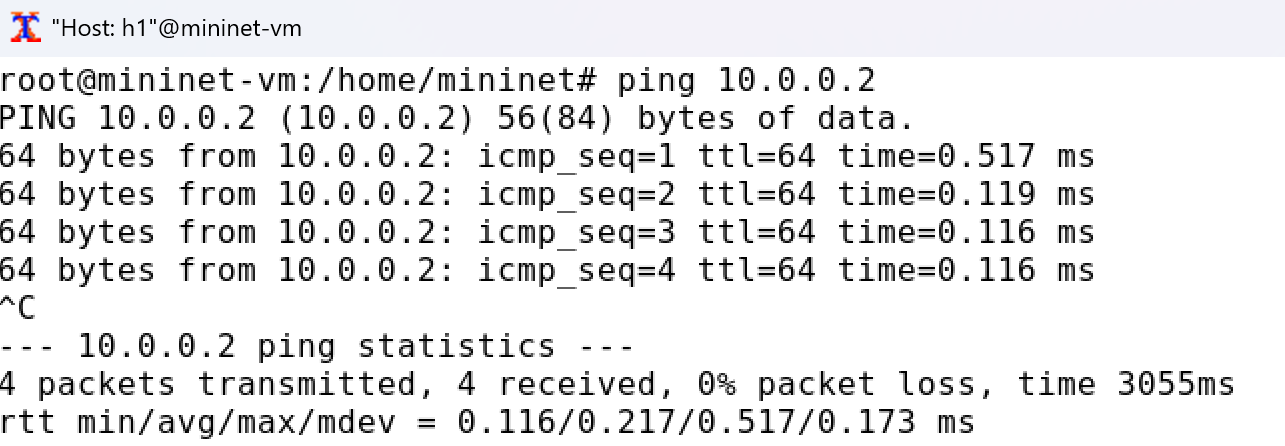 "Host: h1"@mininet-vm
root@mininet-vm:/home/mininet# ping 10.0.0.2
PING 10.0.0.2 (10.0.0.2) 56(84) bytes of data.
64 bytes from 10.0.0.2: icmp_seq=1 ttl=64 time=0.517 ms
64 bytes from 10.0.0.2: icmp_seq=2 ttl=64 time=0.119 ms
64 bytes from 10.0.0.2: icmp_seq=3 ttl=64 time=0.116 ms
64 bytes from 10.0.0.2: icmp_seq=4 ttl=64 time=0.116 ms
^C
--- 10.0.0.2 ping statistics ---
4 packets transmitted, 4 received, 0% packet loss, time 3055ms
rtt min/avg/max/mdev = 0.116/0.217/0.517/0.173 ms